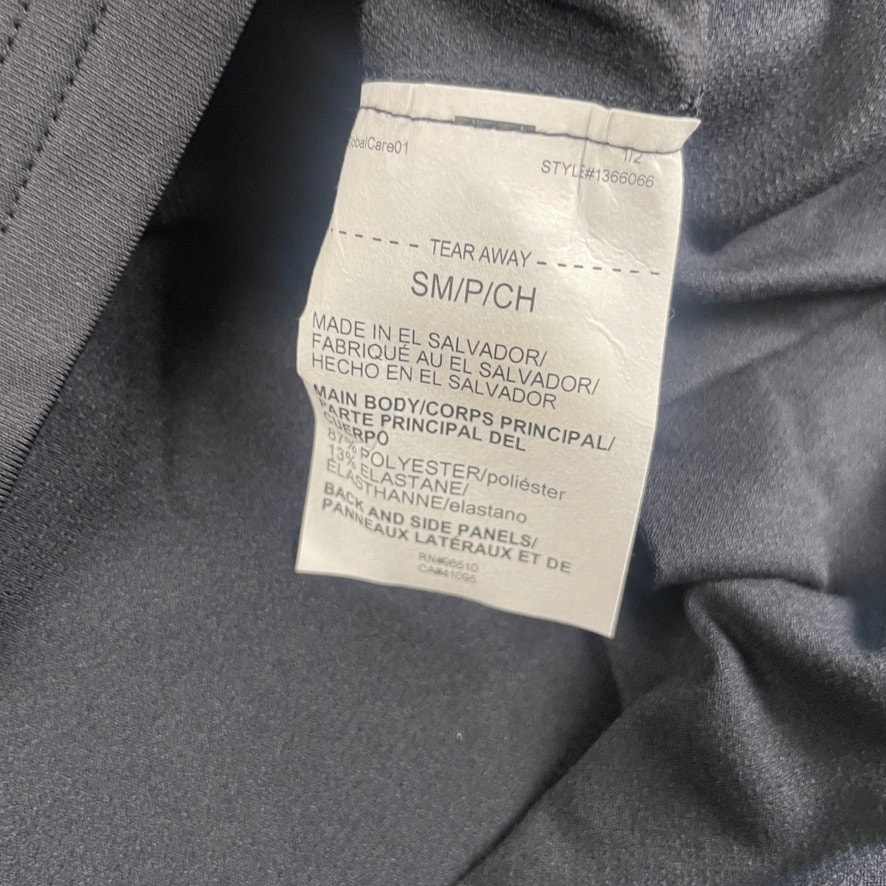 obalCare01
1/2
STYLE#1366066
TEAR AWAY
SM/P/CH
MADE IN EL SALVADOR/
FABRIQUÉ AU EL SALVADOR/
HECHO EN EL SALVADOR
MAIN BODY/CORPS PRINCIPAL/
PARTE PRINCIPAL DEL
CUERPO
87% POLYESTER/poliéster
13% ELASTANE/
ÉLASTHANNE/elastano
BACK AND SIDE PANELS/
PANNEAUX LATÉRAUX ET DE
RN#96510
CA#41095